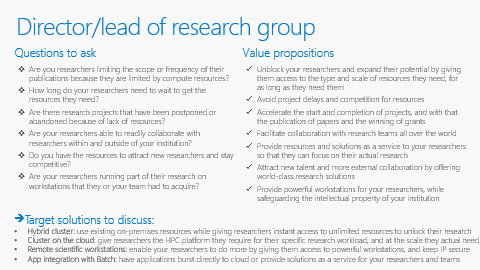 Director/lead of research group
Questions to ask
❖ Are you researchers limiting the scope or frequency of their
publications because they are limited by compute resources?
❖ How long do your researchers need to wait to get the
resources they need?
❖ Are there research projects that have been postponed or
abandoned because of lack of resources?
❖ Are your researchers able to readily collaborate with
researchers within and outside of your institution?
❖ Do you have the resources to attract new researchers and stay
competitive?
❖ Are your researchers running part of their research on
workstations that they or your team had to acquire?
Value propositions
✓ Unblock your researchers and expand their potential by giving
them access to the type and scale of resources they need, for
as long as they need them
✓ Avoid project delays and competition for resources
✓ Accelerate the start and completion of projects, and with that
the publication of papers and the winning of grants
✓ Facilitate collaboration with research teams all over the world
✓ Provide resources and solutions as a service to your researchers
so that they can focus on their actual research
✓ Attract new talent and more external collaboration by offering
world-class research solutions
✓ Provide powerful workstations for your researchers, while
safeguarding the intellectual property of your institution
➔Target solutions to discuss:
• Hybrid cluster: use existing on-premises resources while giving researchers instant access to unlimited resources to unlock their research
• Cluster on the cloud: give researchers the HPC platform they require for their specific research workload, and at the scale they actual need
• Remote scientific workstations: enable your researchers to do more by giving them access to powerful workstations, and keep IP secure
• App integration with Batch: have applications burst directly to cloud or provide solutions as a service for your researchers and teams